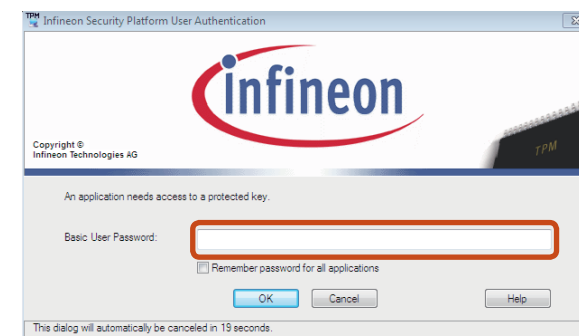 TPM Infineon Security Platform User Authentication
infineon
Copyright ©
Infineon Technologies AG
TPM
An application needs access to a protected key.
Basic User Password:
Remember password for all applications
OK Cancel Help
This dialog will automatically be canceled in 19 seconds.